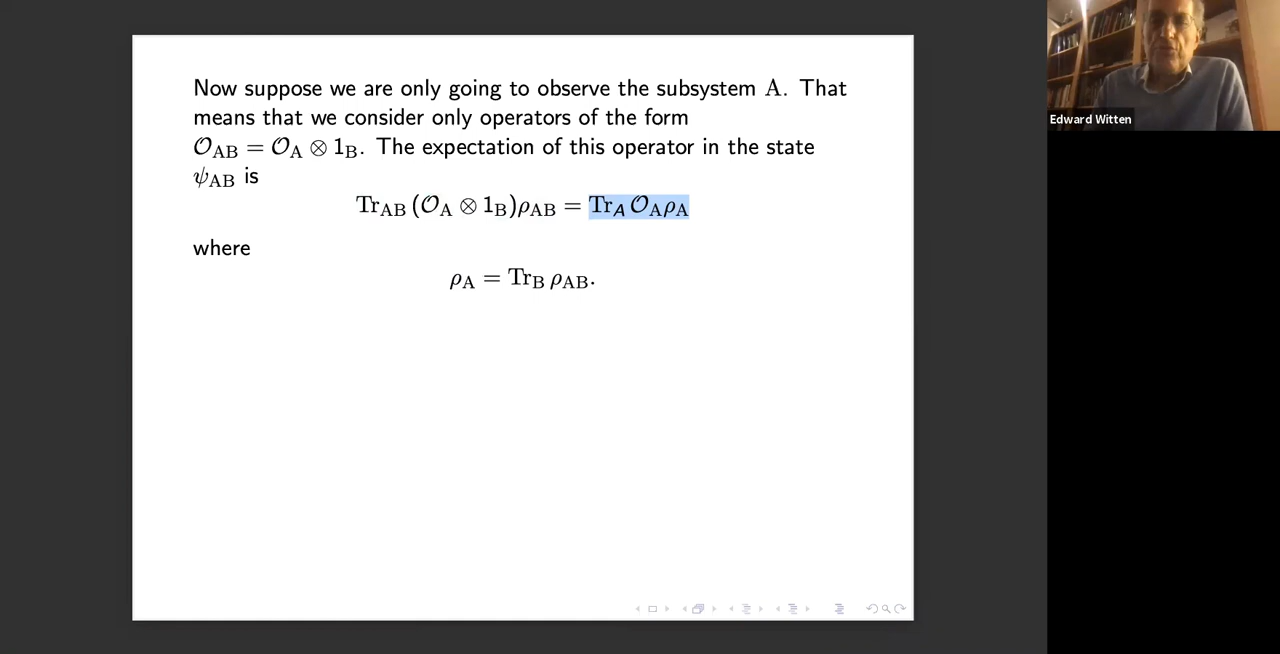 Now suppose we are only going to observe the subsystem A. That
means that we consider only operators of the form
𝒪_AB = 𝒪_A ⊗ 1_B. The expectation of this operator in the state
ψ_AB is
Tr_AB (𝒪_A ⊗ 1_B)ρ_AB = Tr_A 𝒪_A ρ_A
where
ρ_A = Tr_B ρ_AB.
Edward Witten